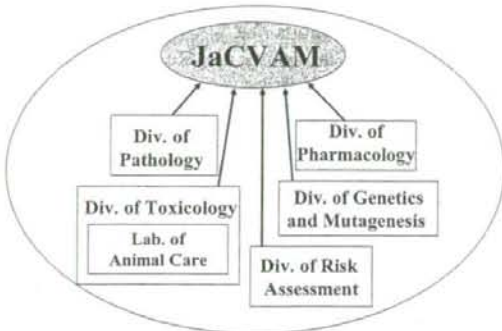 JaCVAM
Div. of
Pathology
Div. of
Pharmacology
Div. of Toxicology
Lab. of
Animal Care
Div. of Genetics
and Mutagenesis
Div. of Risk
Assessment